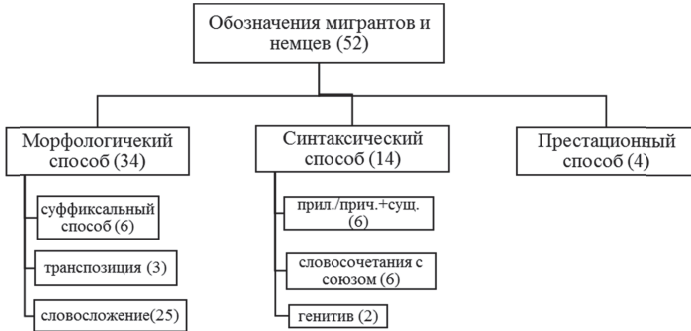 Обозначения мигрантов и
немцев (52)
Морфологичекий
способ (34)
Синтаксический
способ (14)
Престационный
способ (4)
суффиксальный
способ (6)
транспозиция (3)
словосложение(25)
прил./прич.+сущ.
(6)
словосочетания с
союзом (6)
генитив (2)